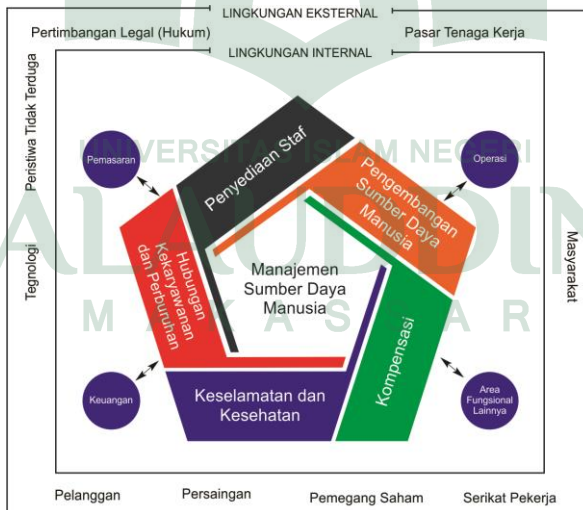 LINGKUNGAN EKSTERNAL
Pertimbangan Legal (Hukum)
Pasar Tenaga Kerja
LINGKUNGAN INTERNAL
Peristiwa Tidak Terduga
Tegnologi
Masyarakat
UNIVERSITAS ISLAM NEGERI
ALAUDDIN
MAKASSAR
Pemasaran
Operasi
Penyediaan Staf
Pengembangan
Sumber Daya
Manusia
Hubungan
Kekaryawanan
dan Perburuhan
Manajemen
Sumber Daya
Manusia
Kompensasi
Keselamatan dan
Kesehatan
Keuangan
Area
Fungsional
Lainnya
Pelanggan
Persaingan
Pemegang Saham
Serikat Pekerja